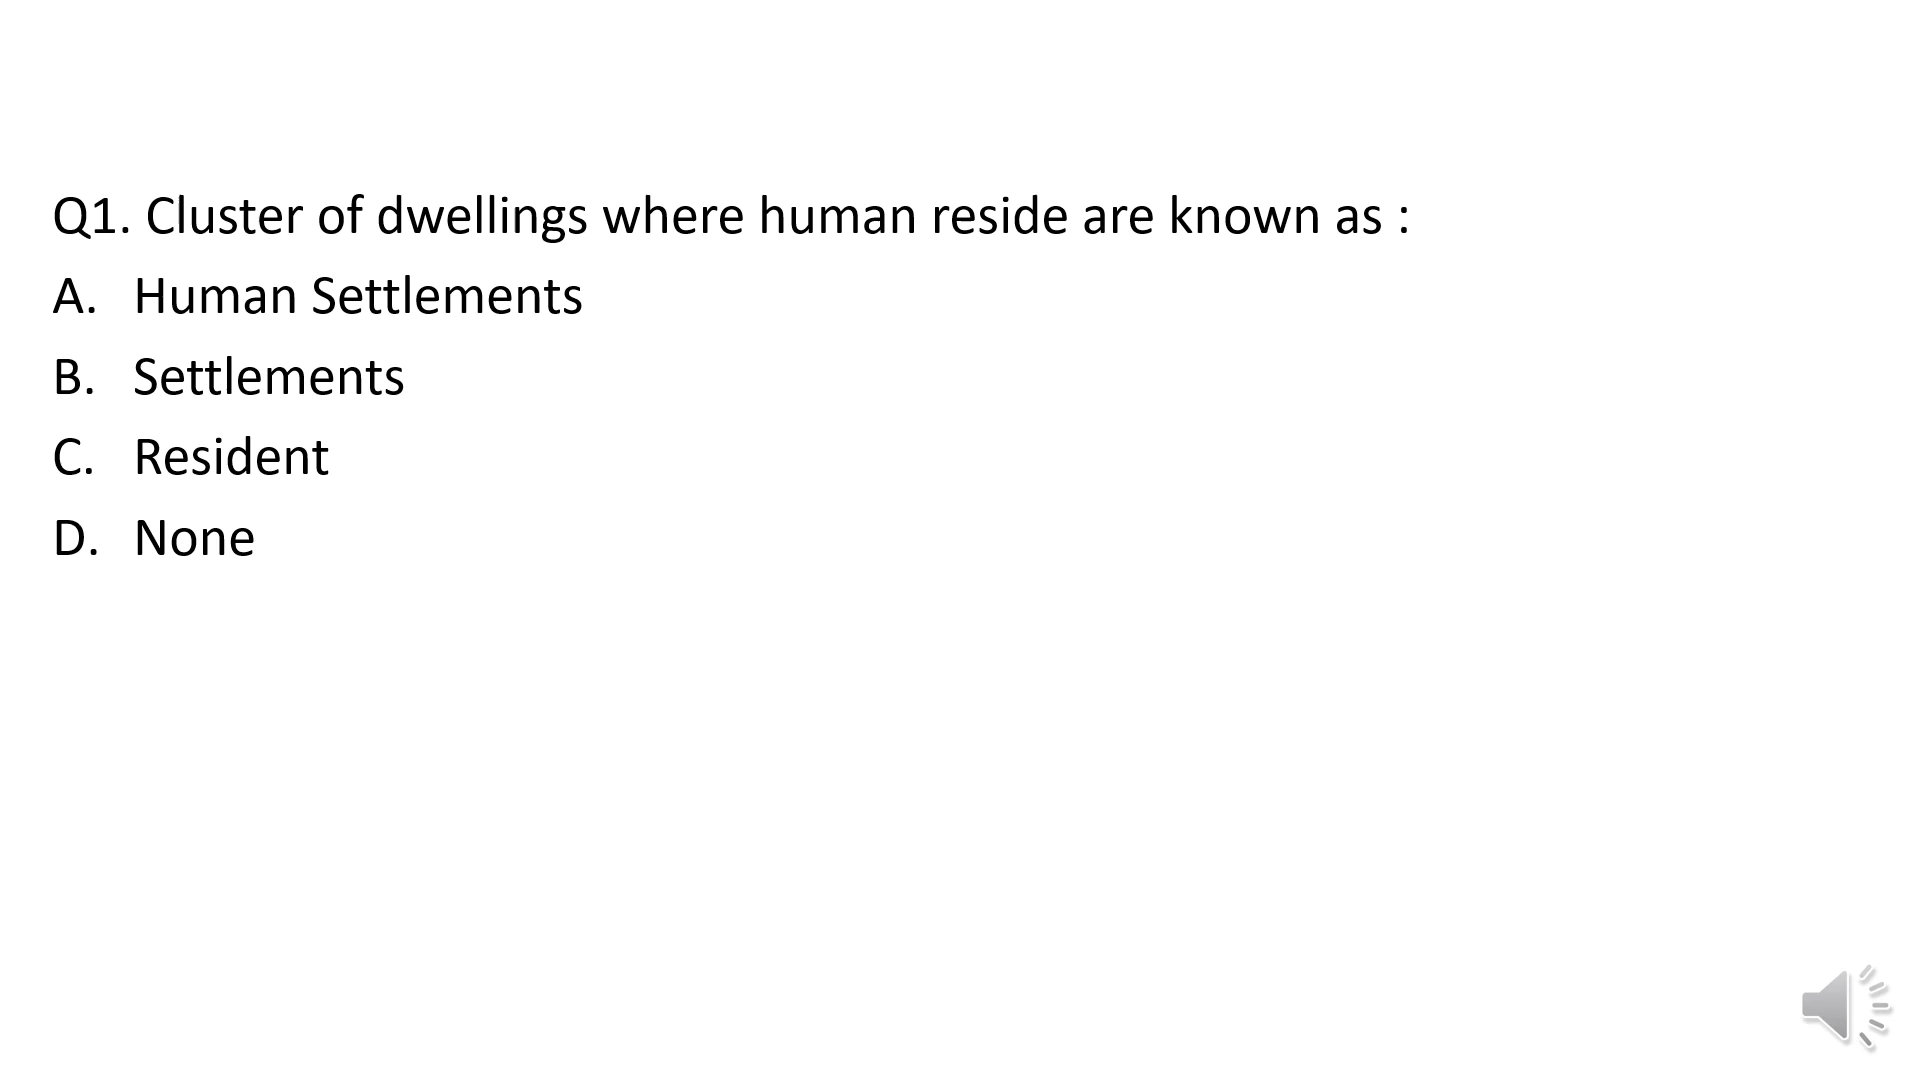 Q1. Cluster of dwellings where human reside are known as :
A. Human Settlements
B. Settlements
C. Resident
D. None